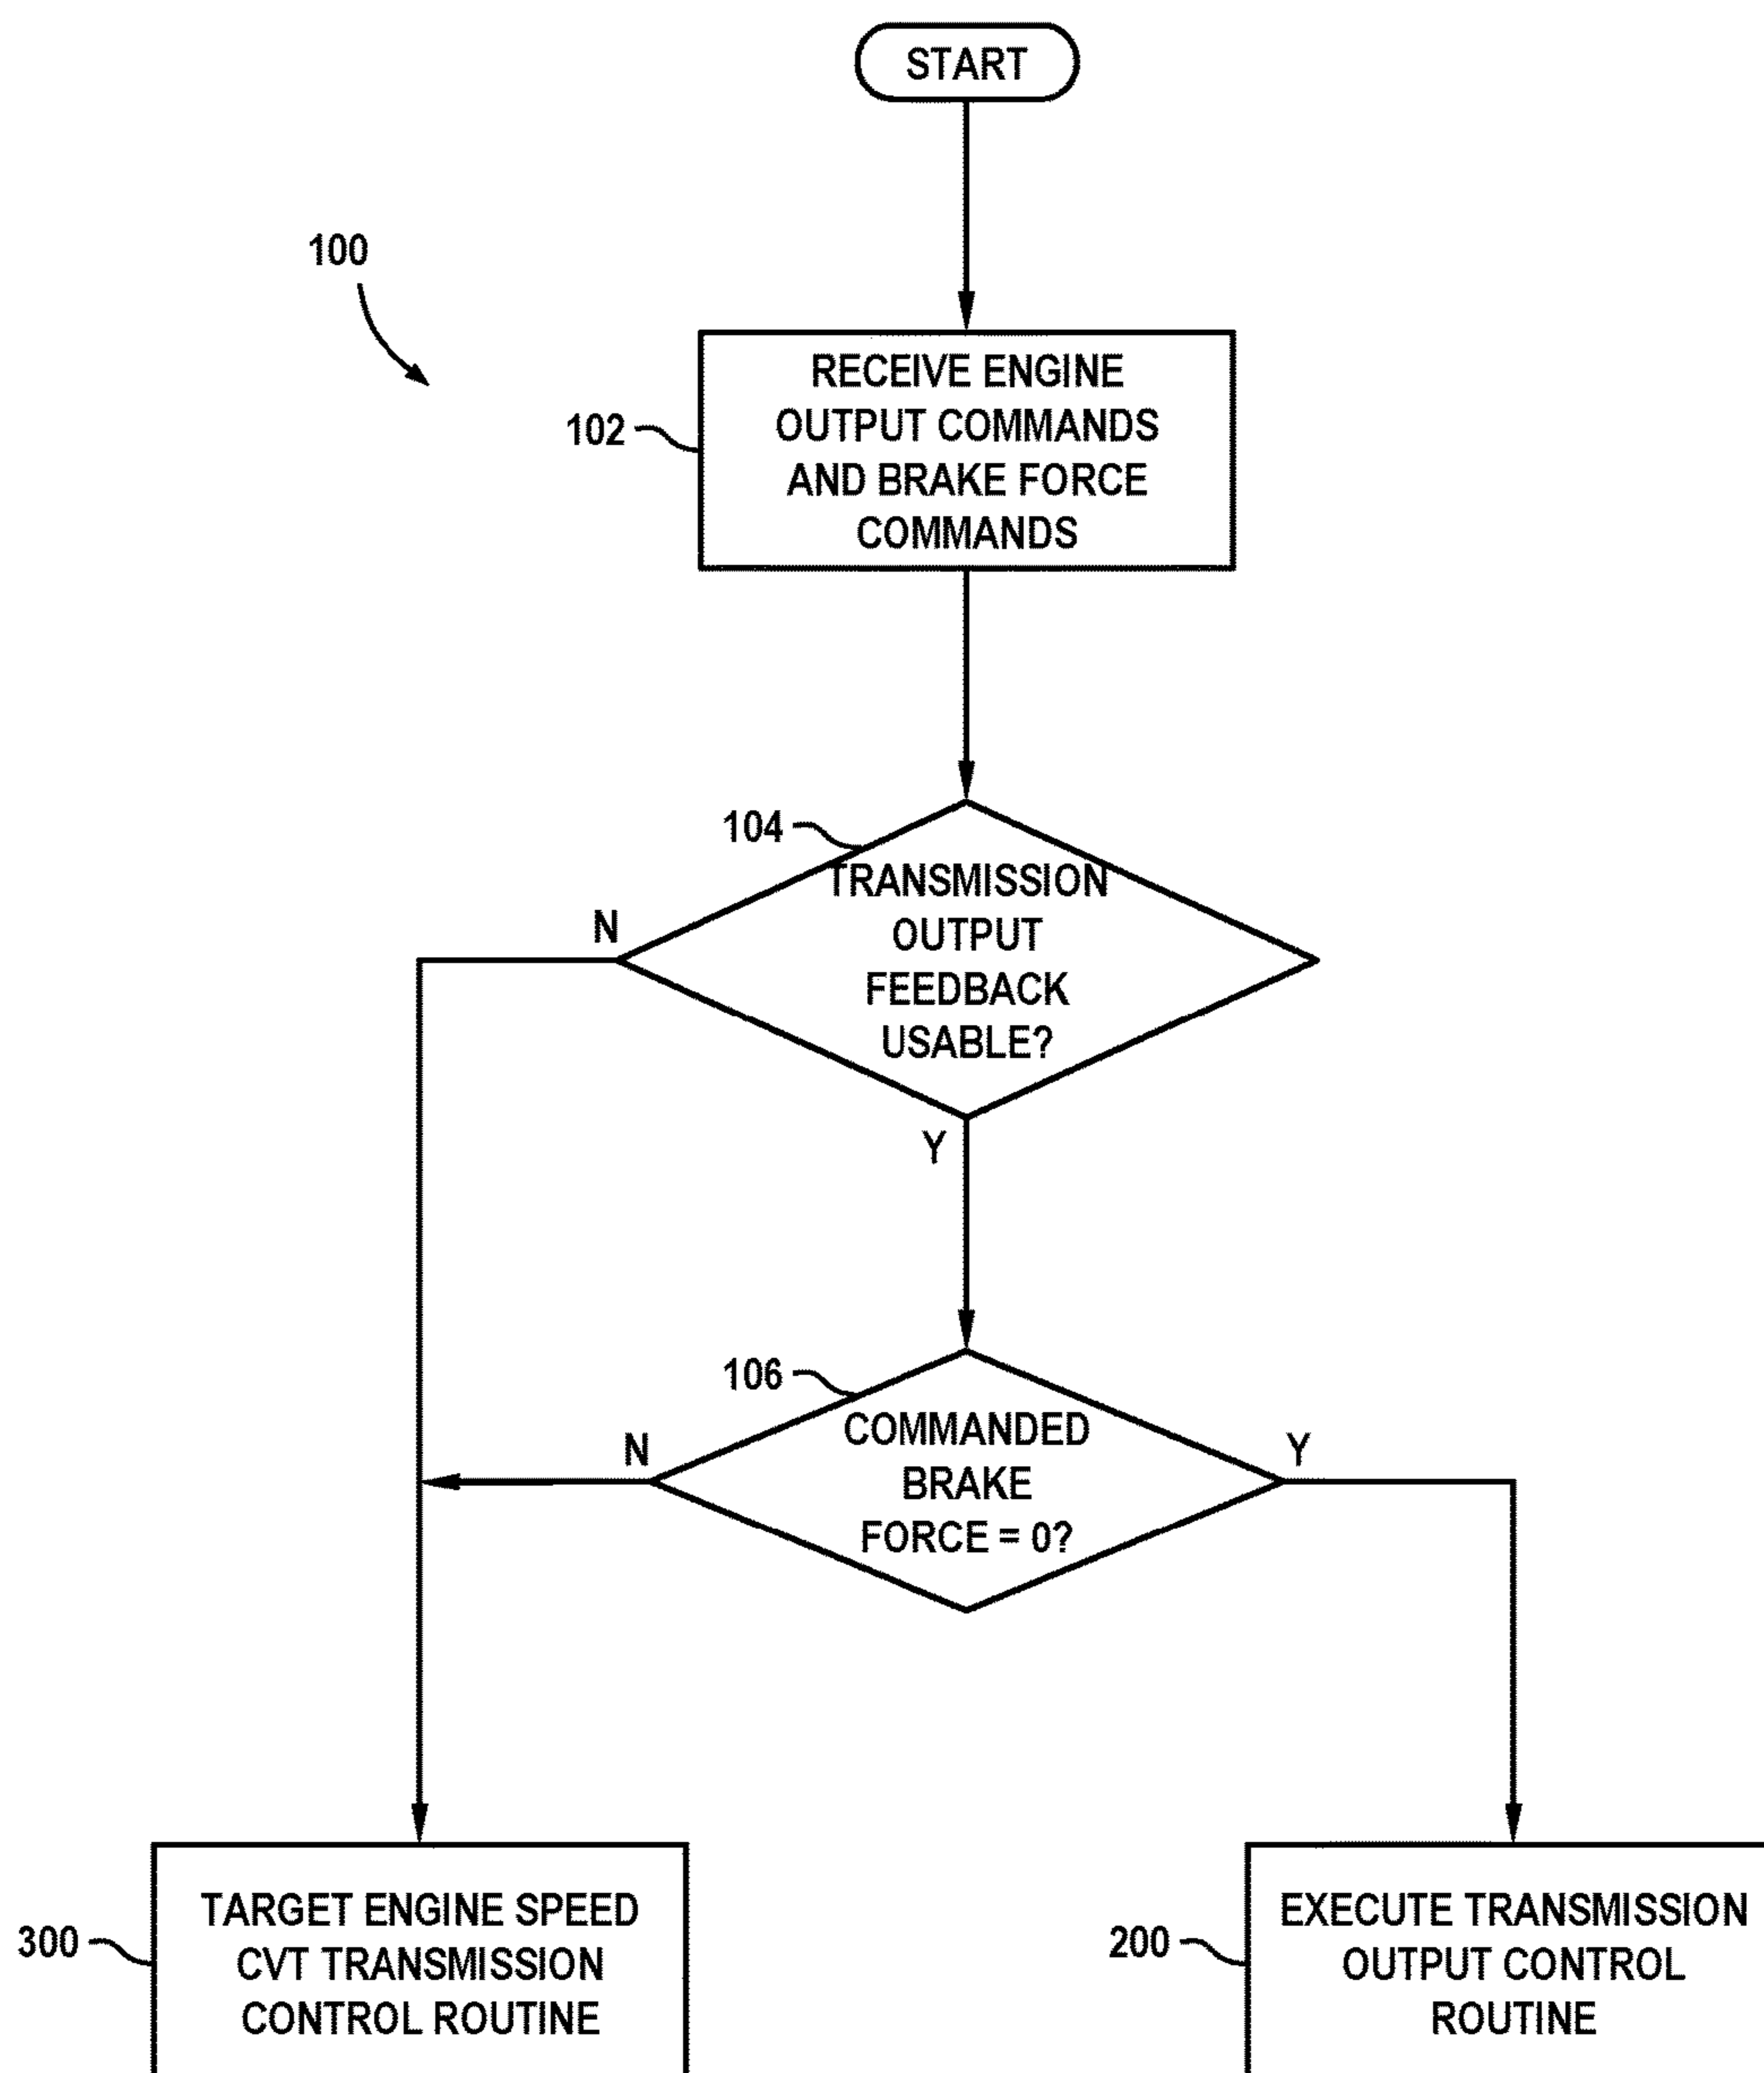 START
100
RECEIVE ENGINE
OUTPUT COMMANDS
AND BRAKE FORCE
COMMANDS
102
104
TRANSMISSION
OUTPUT
FEEDBACK
USABLE?
N
Y
106
COMMANDED
BRAKE
FORCE = 0?
N
Y
300
TARGET ENGINE SPEED
CVT TRANSMISSION
CONTROL ROUTINE
200
EXECUTE TRANSMISSION
OUTPUT CONTROL
ROUTINE